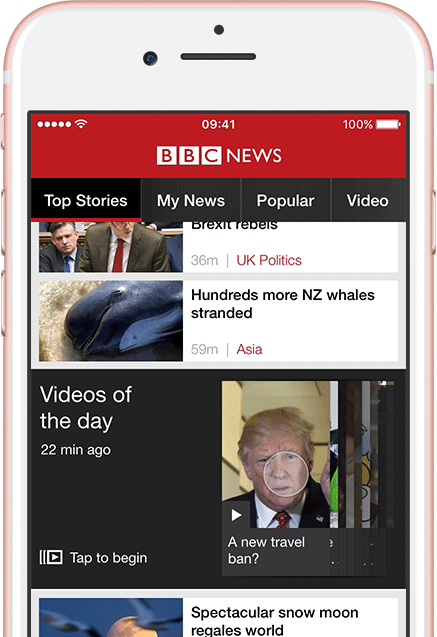 09:41
100%
BBC NEWS
Top Stories
My News
Popular
Video
Brexit rebels
36m | UK Politics
Hundreds more NZ whales
stranded
59m | Asia
Videos of
the day
22 min ago
A new travel
ban?
Tap to begin
Spectacular snow moon
regales world